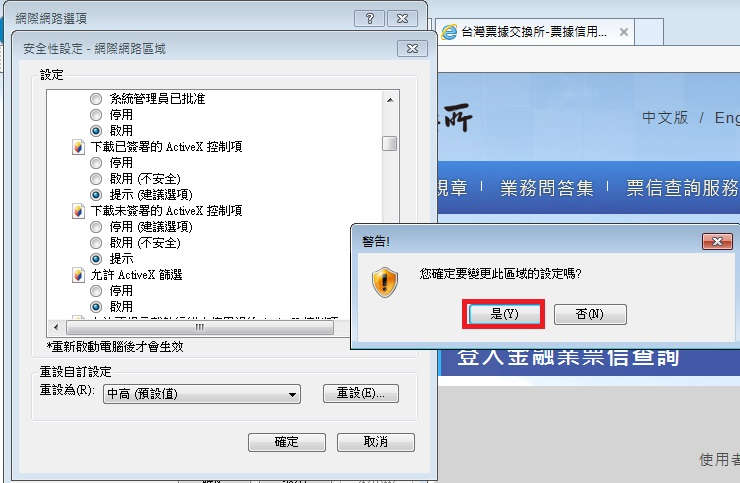 網際網路選項
安全性設定 - 網際網路區域
設定
系統管理員已批准
停用
啟用
下載已簽署的 ActiveX 控制項
停用
啟用 (不安全)
提示 (建議選項)
下載未簽署的 ActiveX 控制項
停用 (建議選項)
啟用 (不安全)
提示
允許 ActiveX 篩選
停用
啟用
*重新啟動電腦後才會生效
重設自訂設定
重設為(R):
中高 (預設值)
重設(E)...
確定
取消
台灣票據交換所-票據信用...
所
中文版 / Eng
規章 | 業務問答集 | 票信查詢服務
警告!
您確定要變更此區域的設定嗎?
是(Y)
否(N)
登入金融業票信查詢
使用者